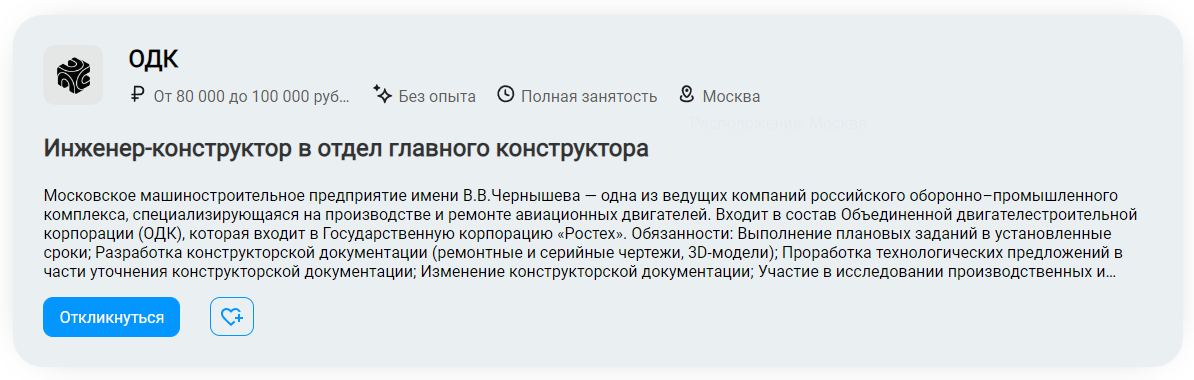 ОДК
От 80 000 до 100 000 руб... Без опыта Полная занятость Москва
Инженер-конструктор в отдел главного конструктора
Московское машиностроительное предприятие имени В.В.Чернышева — одна из ведущих компаний российского оборонно–промышленного
комплекса, специализирующаяся на производстве и ремонте авиационных двигателей. Входит в состав Объединенной двигателестроительной
корпорации (ОДК), которая входит в Государственную корпорацию «Ростех». Обязанности: Выполнение плановых заданий в установленные
сроки; Разработка конструкторской документации (ремонтные и серийные чертежи, 3D-модели); Проработка технологических предложений в
части уточнения конструкторской документации; Изменение конструкторской документации; Участие в исследовании производственных и...
Откликнуться